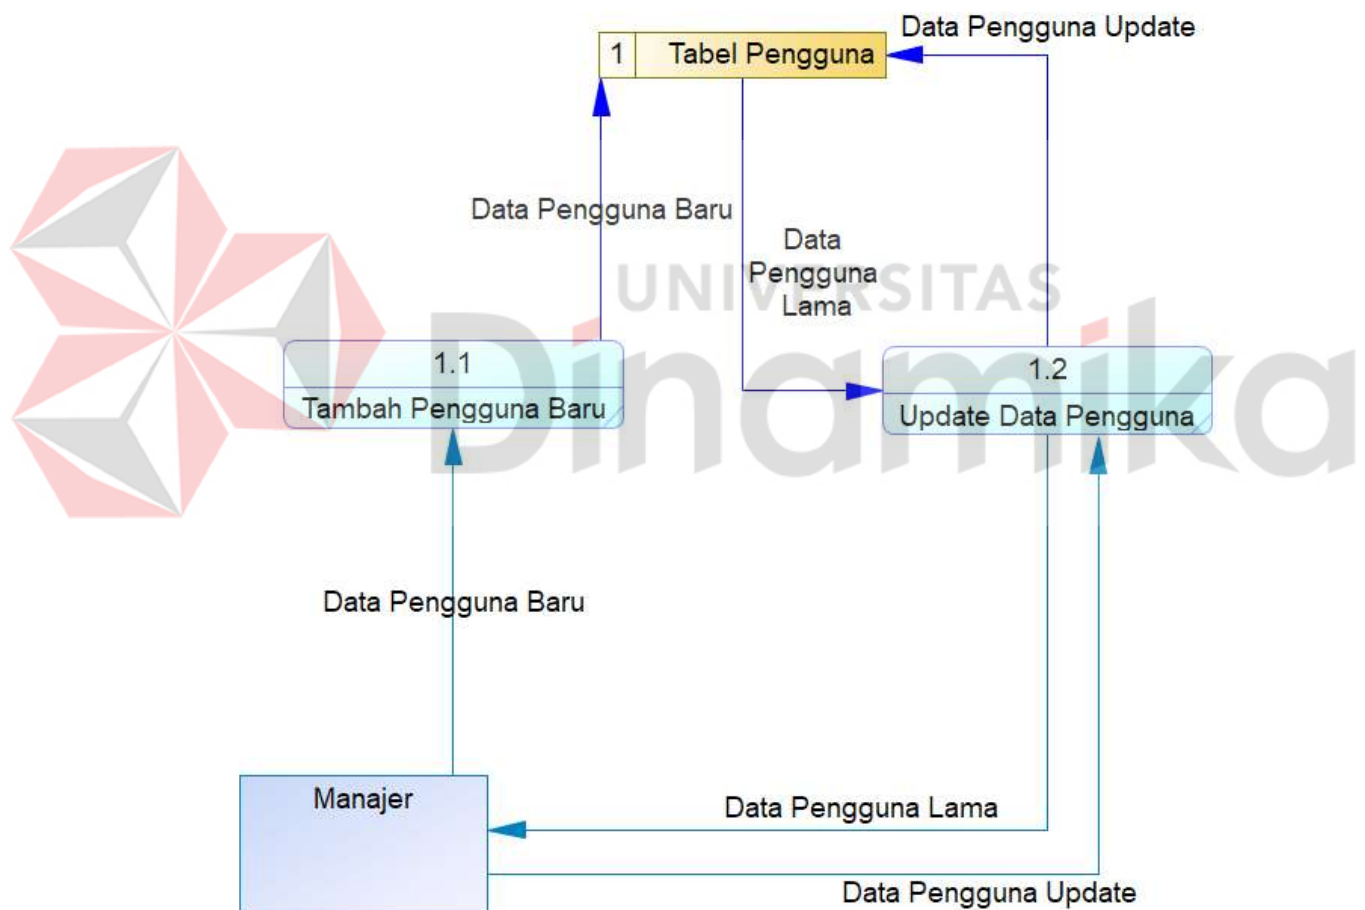 Data Pengguna Update
1 Tabel Pengguna
Data Pengguna Baru
Data
Pengguna
Lama
UNIVERSITAS
Dinamika
1.1
Tambah Pengguna Baru
1.2
Update Data Pengguna
Data Pengguna Baru
Manajer
Data Pengguna Lama
Data Pengguna Update